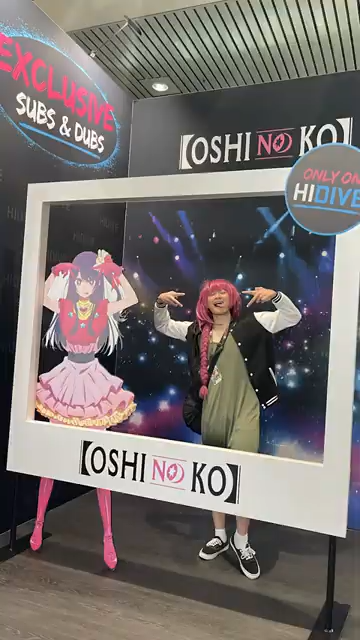 EXCLUSIVE
SUBS & DUBS
【OSHI NO KO】
ONLY ON
HIDIVE
【OSHI NO KO】